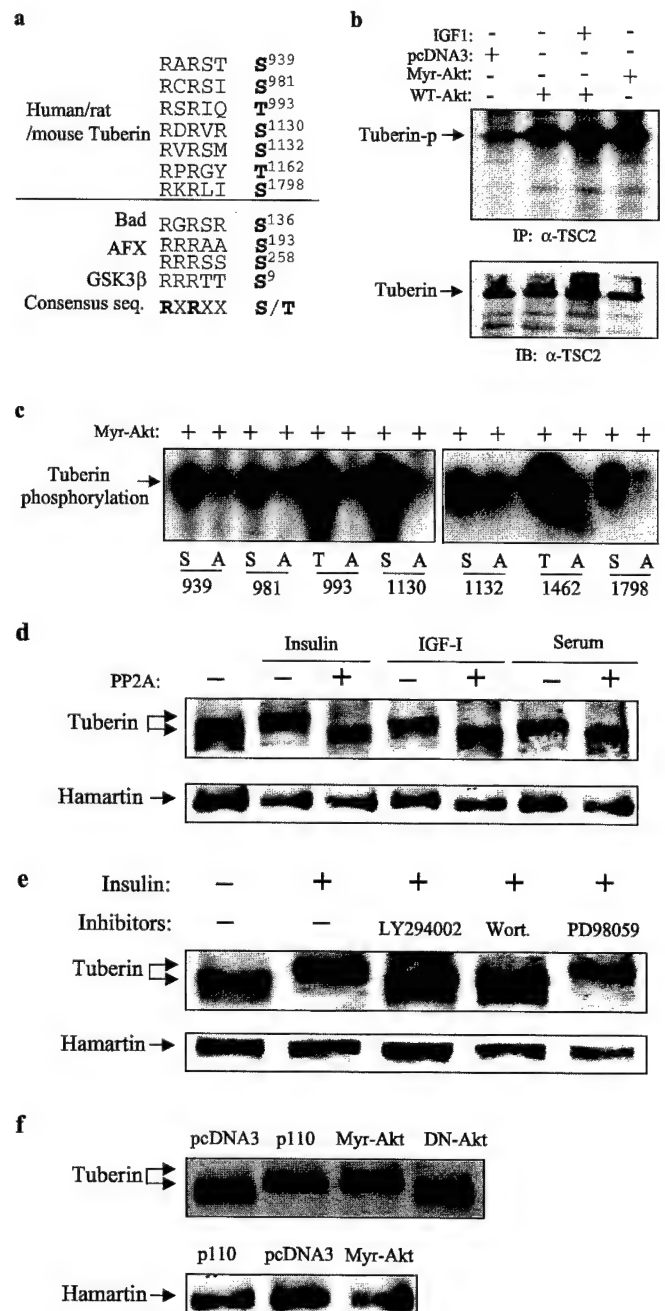 a
RARST S939
RCRSI S981
Human/rat RSRIQ T993
/mouse Tuberin RDRVR S1130
RVRSM S1132
RPRGY T1162
RKRLI S1798
Bad RGRSR S136
AFX RRRAA S193
RRRSS S258
GSK3β RRRTT S9
Consensus seq. RXRXX S/T
b
IGF1: - - + -
pcDNA3: + - - -
Myr-Akt: - - - +
WT-Akt: - + + -
Tuberin-p
IP: α-TSC2
Tuberin
IB: α-TSC2
c
Myr-Akt: + + + + + + + + + + + + + +
Tuberin
phosphorylation
S A S A T A S A S A T A S A
939 981 993 1130 1132 1462 1798
d
Insulin IGF-I Serum
PP2A: - - + - + - +
Tuberin
Hamartin
e
Insulin: - + + + +
Inhibitors: - - LY294002 Wort. PD98059
Tuberin
Hamartin
f
pcDNA3 p110 Myr-Akt DN-Akt
Tuberin
p110 pcDNA3 Myr-Akt
Hamartin